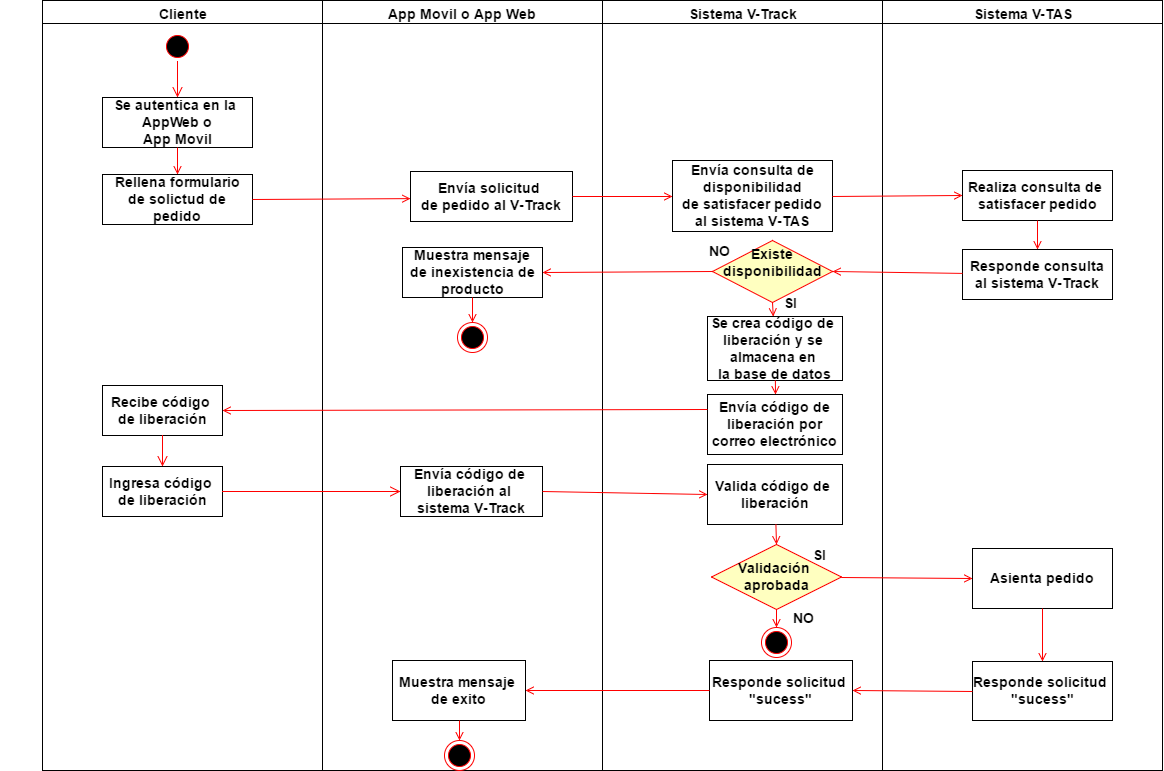 Cliente
App Movil o App Web
Sistema V-Track
Sistema V-TAS
Se autentica en la
AppWeb o
App Movil
Rellena formulario
de solictud de
pedido
Envía solicitud
de pedido al V-Track
Envía consulta de
disponibilidad
de satisfacer pedido
al sistema V-TAS
Realiza consulta de
satisfacer pedido
Responde consulta
al sistema V-Track
Existe
disponibilidad
NO
SI
Muestra mensaje
de inexistencia de
producto
Se crea código de
liberación y se
almacena en
la base de datos
Envía código de
liberación por
correo electrónico
Recibe código
de liberación
Ingresa código
de liberación
Envía código de
liberación al
sistema V-Track
Valida código de
liberación
Validación
aprobada
SI
NO
Asienta pedido
Responde solicitud
"sucess"
Responde solicitud
"sucess"
Muestra mensaje
de exito